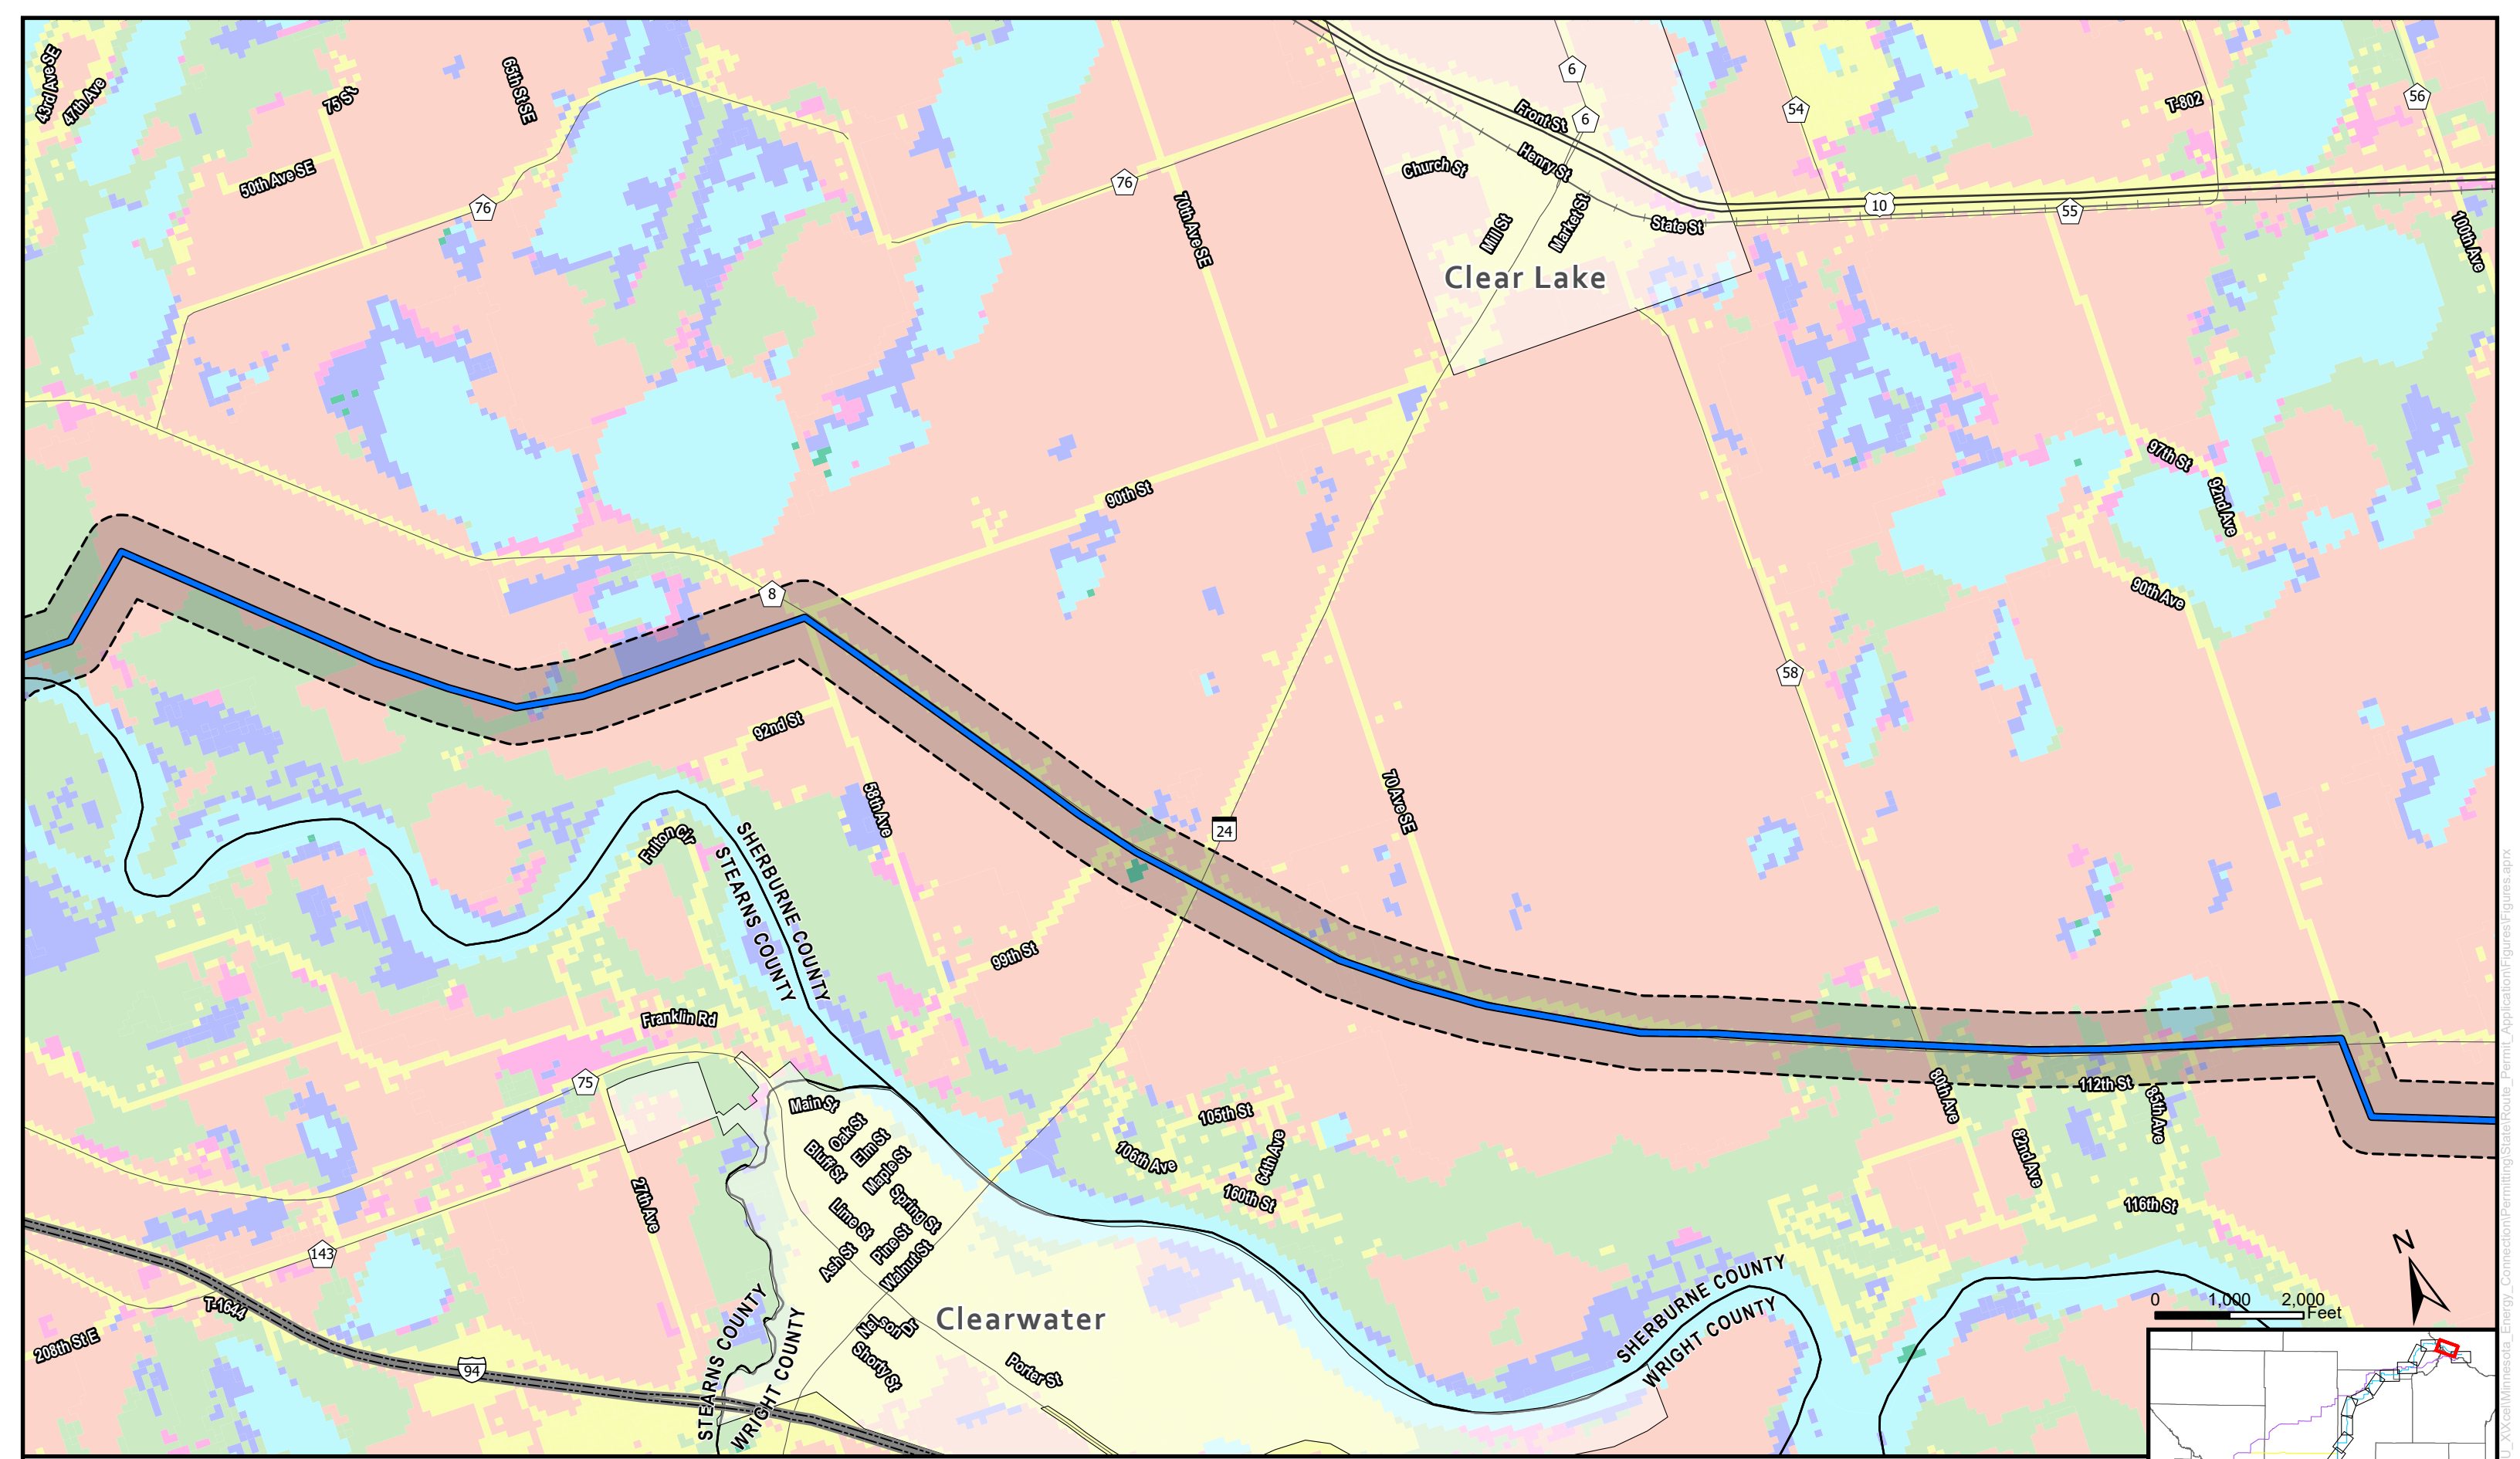 43rd Ave SE
47th Ave
75 St
65th St SE
50th Ave SE
76
76
70th Ave SE
6
6
Front St
Henry St
Church St
Mill St
Market St
State St
Clear Lake
54
T-802
56
10
55
100th Ave
90th St
97th St
92nd Ave
90th Ave
8
58
92nd St
58th Ave
70 Ave SE
24
Fulton Cir
SHERBURNE COUNTY
STEARNS COUNTY
99th St
Franklin Rd
75
Main St
Oak St
Elm St
Bluff St
Maple St
Spring St
Lime St
Pine St
Ash St
Walnut St
27th Ave
105th St
106th Ave
64th Ave
160th St
80th Ave
112th St
85th Ave
82nd Ave
116th St
143
T-1644
208th St E
94
STEARNS COUNTY
WRIGHT COUNTY
Nelson Dr
Shorty St
Clearwater
Porter St
SHERBURNE COUNTY
WRIGHT COUNTY
N
0 1,000 2,000
Feet